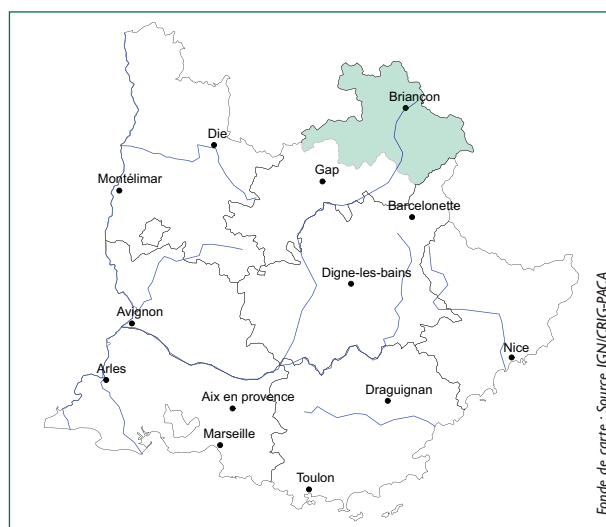 Briançon
Die
Gap
Montélimar
Barcelonette
Digne-les-bains
Avignon
Nice
Arles
Draguignan
Aix en provence
Marseille
Toulon
Fonde de carte : Source IGN/CRIG-PACA